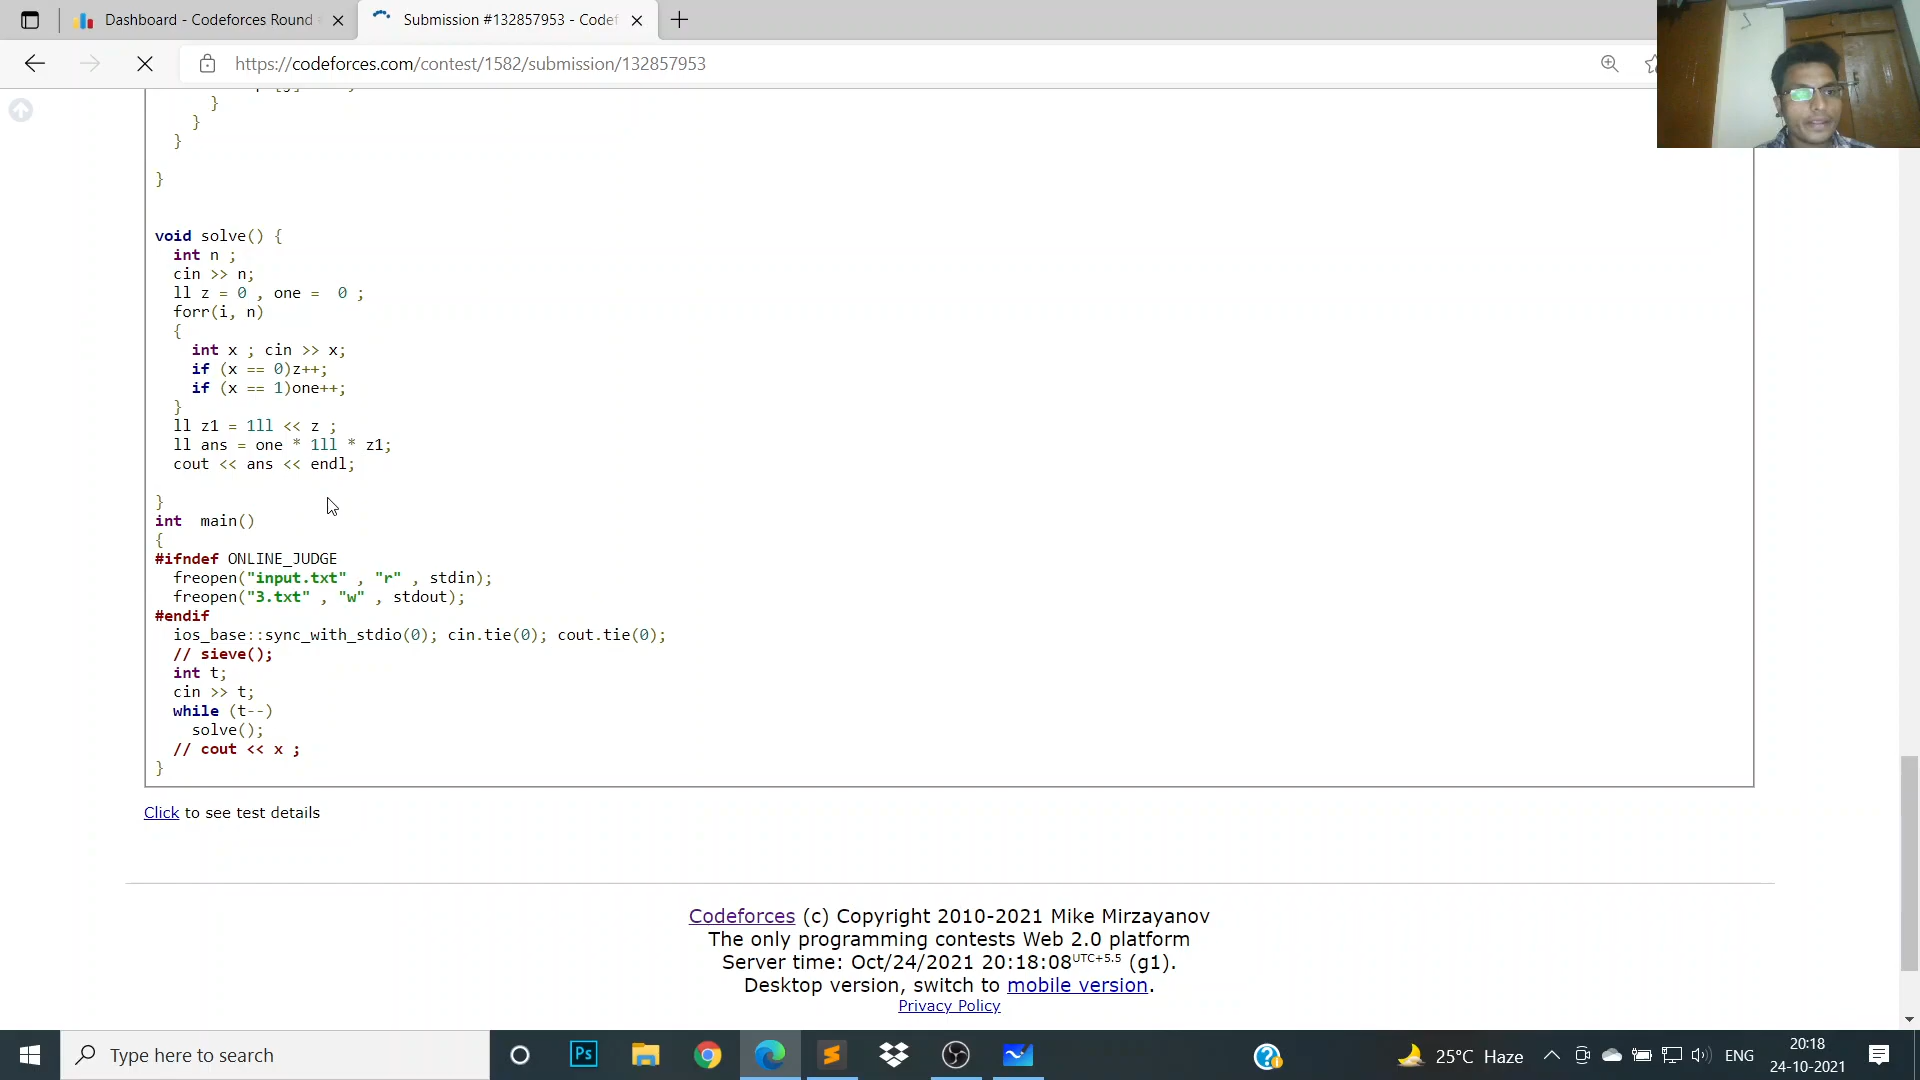 Dashboard - Codeforces Round
Submission #132857953 - Codef
https://codeforces.com/contest/1582/submission/132857953
}
}
}
}
void solve() {
int n ;
cin >> n;
ll z = 0 , one =  0 ;
forr(i, n)
{
int x ; cin >> x;
if (x == 0)z++;
if (x == 1)one++;
}
ll z1 = 1ll << z ;
ll ans = one * 1ll * z1;
cout << ans << endl;
}
int  main()
{
#ifndef ONLINE_JUDGE
freopen("input.txt" , "r" , stdin);
freopen("3.txt" , "w" , stdout);
#endif
ios_base::sync_with_stdio(0); cin.tie(0); cout.tie(0);
// sieve();
int t;
cin >> t;
while (t--)
solve();
// cout << x ;
}
Click to see test details
Codeforces (c) Copyright 2010-2021 Mike Mirzayanov
The only programming contests Web 2.0 platform
Server time: Oct/24/2021 20:18:08UTC+5.5 (g1).
Desktop version, switch to mobile version.
Privacy Policy
Type here to search
Ps
25°C Haze
ENG
20:18
24-10-2021